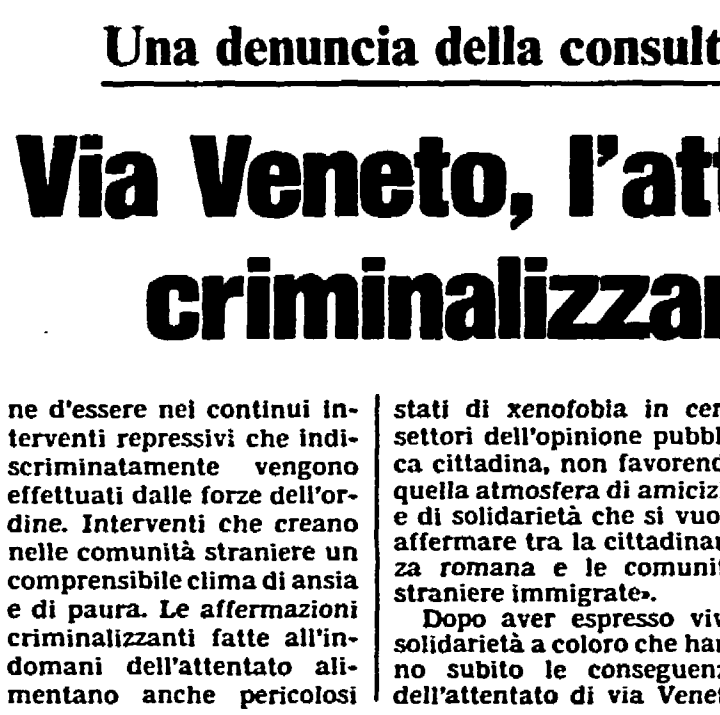 Una denuncia della consult
Via Veneto, l'att
criminalizzar
ne d'essere nei continui in-
terventi repressivi che indi-
scriminatamente vengono
effettuati dalle forze dell'or-
dine. Interventi che creano
nelle comunità straniere un
comprensibile clima di ansia
e di paura. Le affermazioni
criminalizzanti fatte all'in-
domani dell'attentato ali-
mentano anche pericolosi
stati di xenofobia in cer
settori dell'opinione pubbl
ca cittadina, non favorend
quella atmosfera di amiciz
e di solidarietà che si vuo
affermare tra la cittadinan
za romana e le comunit
straniere immigrate».
Dopo aver espresso viv
solidarietà a coloro che han
no subito le conseguenz
dell'attentato di via Venet